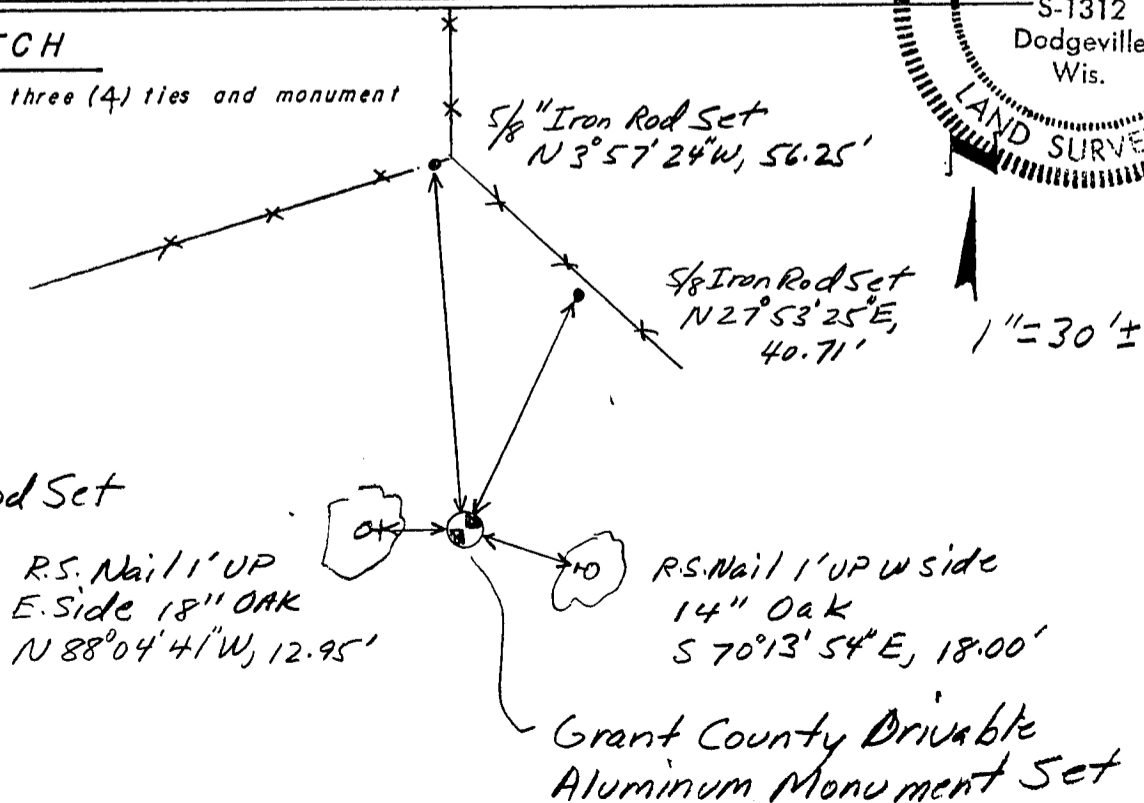 TCH
three (4) ties and monument
S-1312
Dodgeville
Wis.
LAND SURVE
5/8" Iron Rod Set
N 3°57'24"W, 56.25'
5/8 Iron Rod Set
N 27°53'25"E,
40.71'
1"=30'±
od Set
R.S. Nail 1' UP
E. Side 18" OAK
N 88°04'41"W, 12.95'
R.S. Nail 1' UP W side
14" Oak
S 70°13'54"E, 18.00'
Grant County Drivable
Aluminum Monument Set